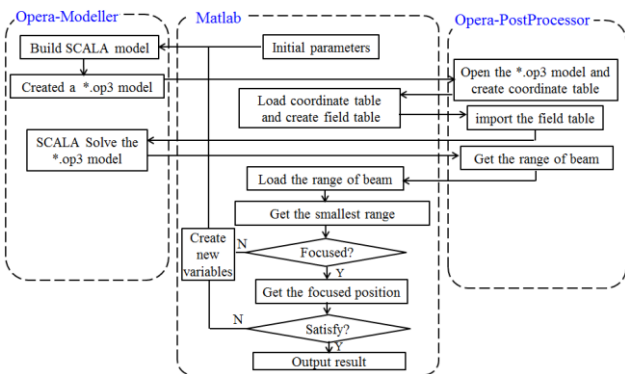 Opera-Modeller
Matlab
Opera-PostProcessor
Build SCALA model
Initial parameters
Created a *.op3 model
Open the *.op3 model and
create coordinate table
Load coordinate table
and create field table
import the field table
SCALA Solve the
*.op3 model
Get the range of beam
Load the range of beam
Get the smallest range
Create
new
variables
N
Focused?
Y
Get the focused position
N
Satisfy?
Y
Output result